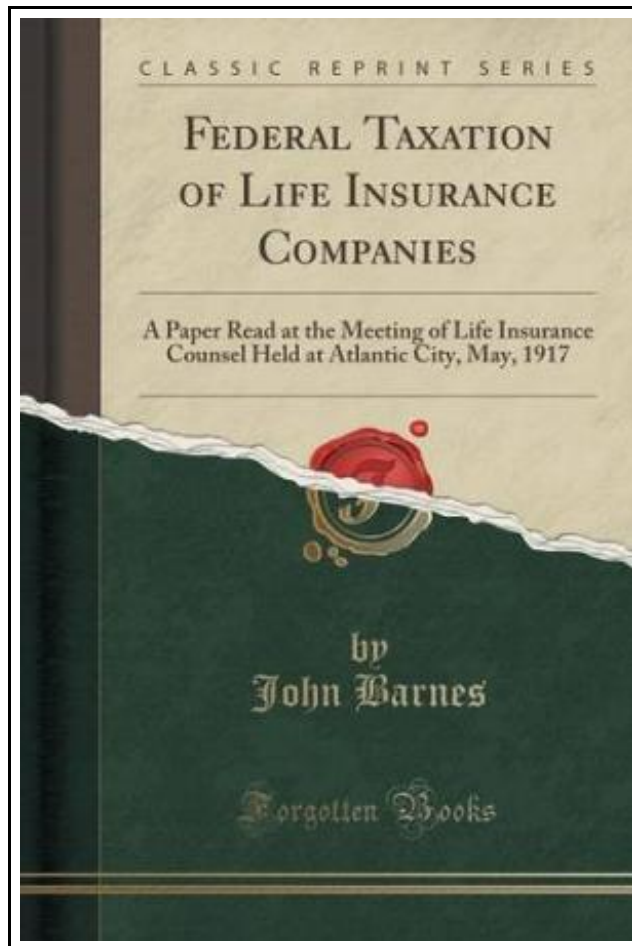 CLASSIC REPRINT SERIES
FEDERAL TAXATION
OF LIFE INSURANCE
COMPANIES
A Paper Read at the Meeting of Life Insurance
Counsel Held at Atlantic City, May, 1917
by
John Barnes
Forgotten Books